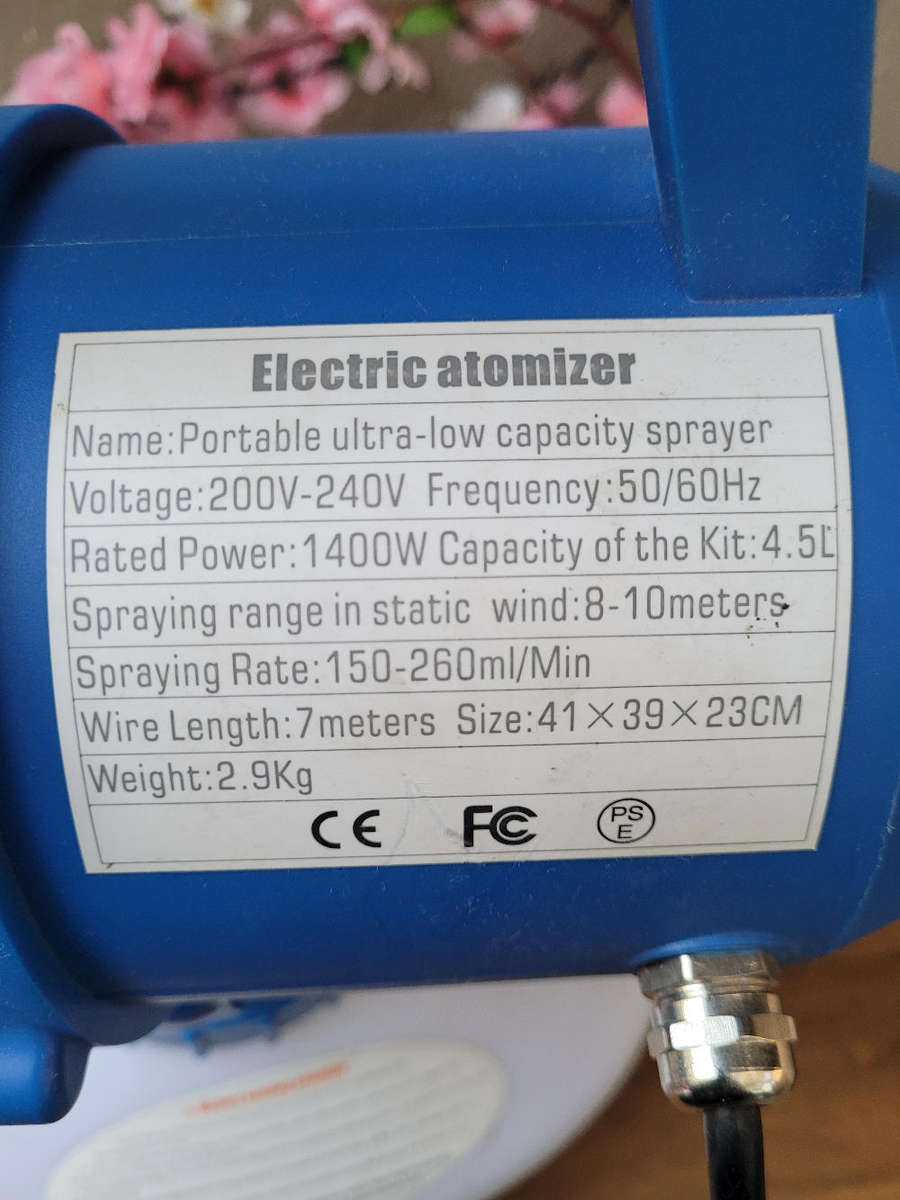 Electric atomizer
Name:Portable ultra-low capacity sprayer
Voltage:200V-240V Frequency:50/60Hz
Rated Power:1400W Capacity of the Kit:4.5L
Spraying range in static wind:8-10meters
Spraying Rate:150-260ml/Min
Wire Length:7meters Size:41×39×23CM
Weight:2.9Kg
CE FC PS
E